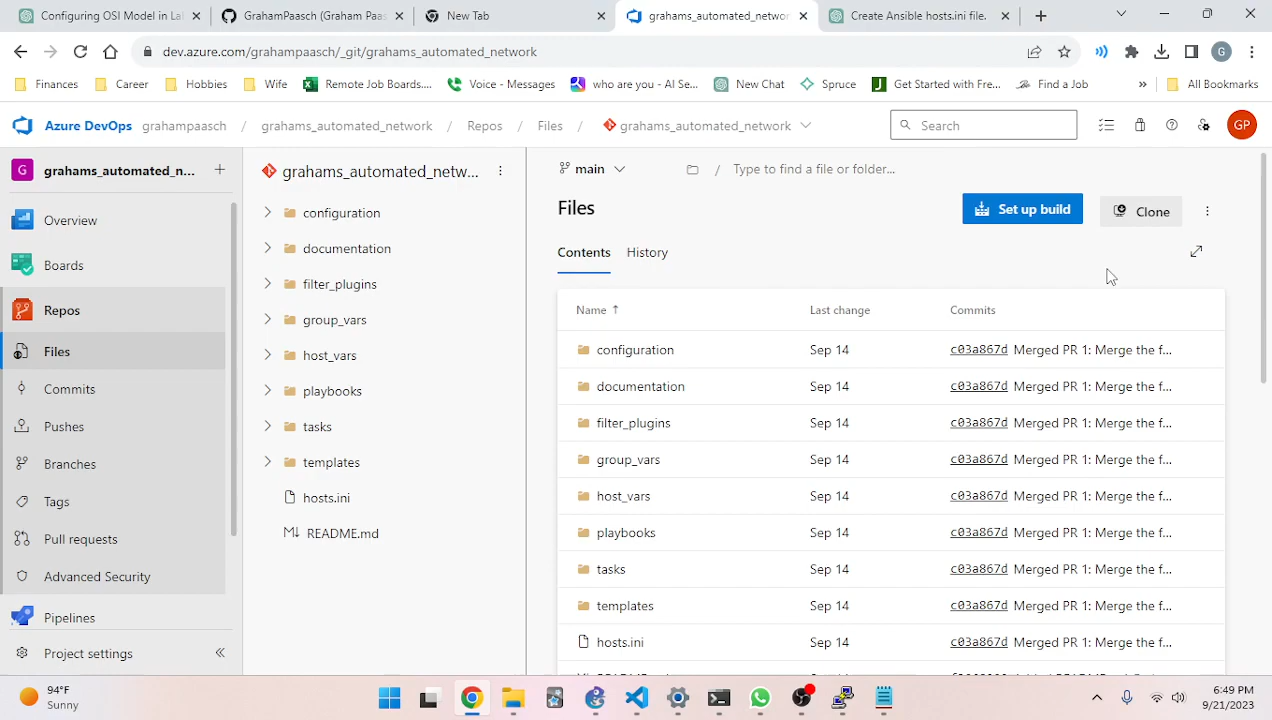 Configuring OSI Model in La
GrahamPaasch (Graham Paas
New Tab
grahams_automated_networ
Create Ansible hosts.ini file.
dev.azure.com/grahampaasch/_git/grahams_automated_network
G
Finances
Career
Hobbies
Wife
Remote Job Boards....
Voice - Messages
who are you - AI Se...
New Chat
Spruce
Get Started with Fre...
Find a Job
»
All Bookmarks
Azure DevOps
grahampaasch / grahams_automated_network / Repos / Files / grahams_automated_network
Search
GP
G
grahams_automated_n...
Overview
Boards
Repos
Files
Commits
Pushes
Branches
Tags
Pull requests
Advanced Security
Pipelines
Project settings
grahams_automated_netw...
configuration
documentation
filter_plugins
group_vars
host_vars
playbooks
tasks
templates
hosts.ini
README.md
main
/ Type to find a file or folder...
Files
Set up build
Clone
Contents
History
Name ↑ Last change Commits
configuration Sep 14 c03a867d Merged PR 1: Merge the f...
documentation Sep 14 c03a867d Merged PR 1: Merge the f...
filter_plugins Sep 14 c03a867d Merged PR 1: Merge the f...
group_vars Sep 14 c03a867d Merged PR 1: Merge the f...
host_vars Sep 14 c03a867d Merged PR 1: Merge the f...
playbooks Sep 14 c03a867d Merged PR 1: Merge the f...
tasks Sep 14 c03a867d Merged PR 1: Merge the f...
templates Sep 14 c03a867d Merged PR 1: Merge the f...
hosts.ini Sep 14 c03a867d Merged PR 1: Merge the f...
94°F
Sunny
6:49 PM
9/21/2023